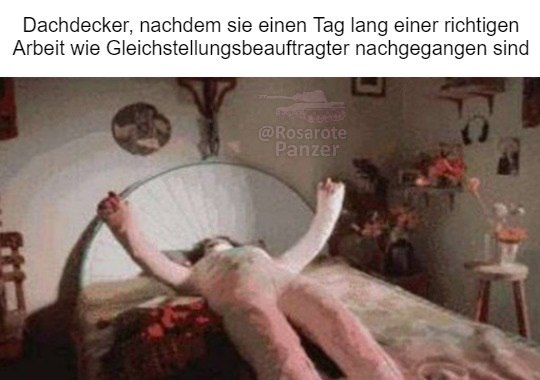 Dachdecker, nachdem sie einen Tag lang einer richtigen
Arbeit wie Gleichstellungsbeauftragter nachgegangen sind
@Rosarote
Panzer